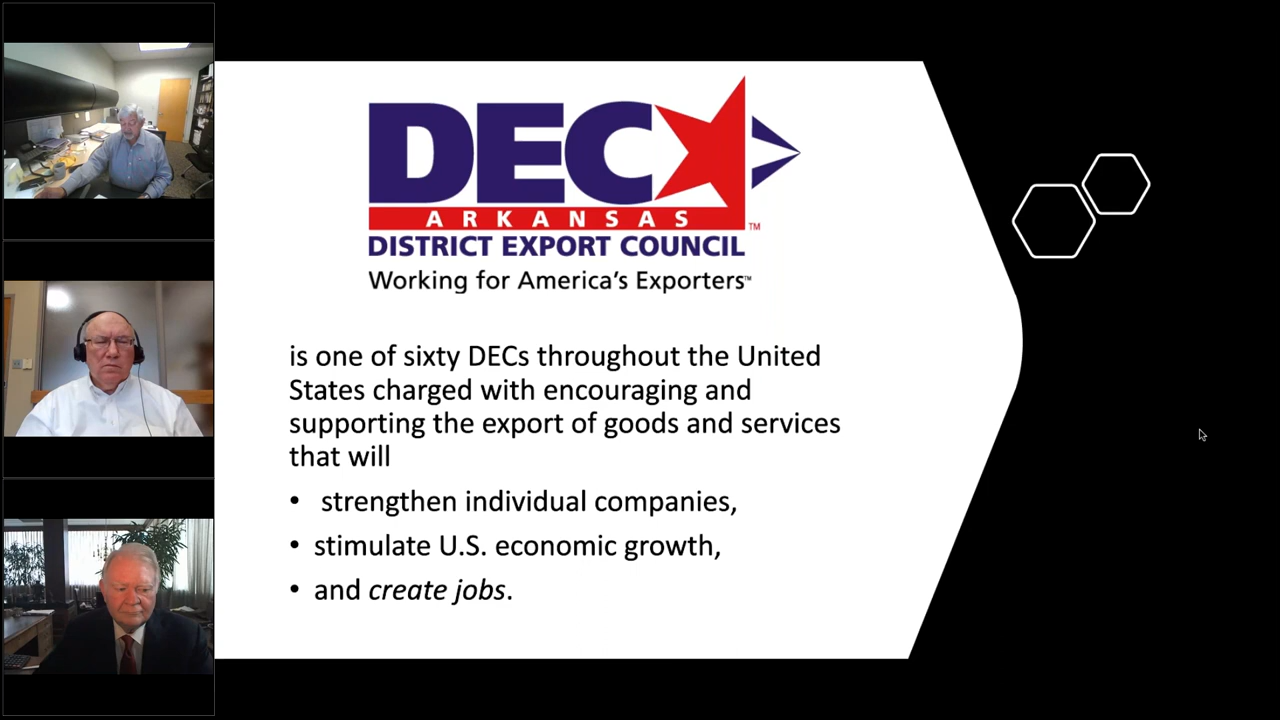 DEC
ARKANSAS
TM
DISTRICT EXPORT COUNCIL
Working for America's Exporters™
is one of sixty DECs throughout the United
States charged with encouraging and
supporting the export of goods and services
that will
• strengthen individual companies,
• stimulate U.S. economic growth,
• and create jobs.